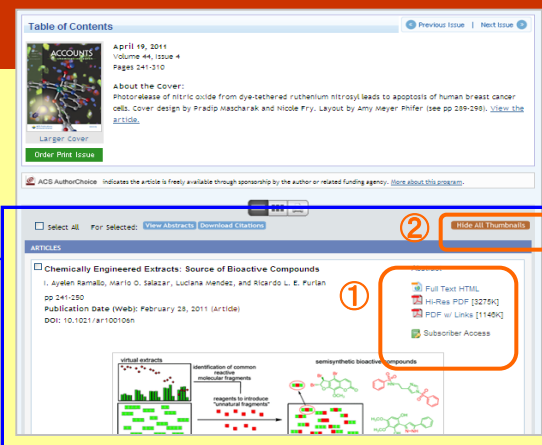 Table of Contents
Previous Issue | Next Issue
ACCOUNTS
April 19, 2011
Volume 44, Issue 4
Pages 241-310
About the Cover:
Photorelease of nitric oxide from dye-tethered ruthenium nitrosyl leads to apoptosis of human breast cancer
cells. Cover design by Pradip Mascharak and Nicole Fry. Layout by Amy Meyer Phifer (see pp 289-298). View the
article.
Larger Cover
Order Print Issue
ACS AuthorChoice indicates the article is freely available through sponsorship by the author or related funding agency. More about this program.
Select All For Selected: View Abstracts Download Citations
②
Hide All Thumbnails
ARTICLES
Chemically Engineered Extracts: Source of Bioactive Compounds
I. Ayelen Ramallo, Mario O. Salazar, Luciana Mendez, and Ricardo L. E. Furlan
pp 241-250
Publication Date (Web): February 28, 2011 (Article)
DOI: 10.1021/ar100106n
①
Full Text HTML
Hi-Res PDF [3275K]
PDF w/ Links [1146K]
Subscriber Access
virtual extracts
identification of common
reactive
molecular fragments
reagents to introduce
"unnatural fragments"
semisynthetic bioactive compounds